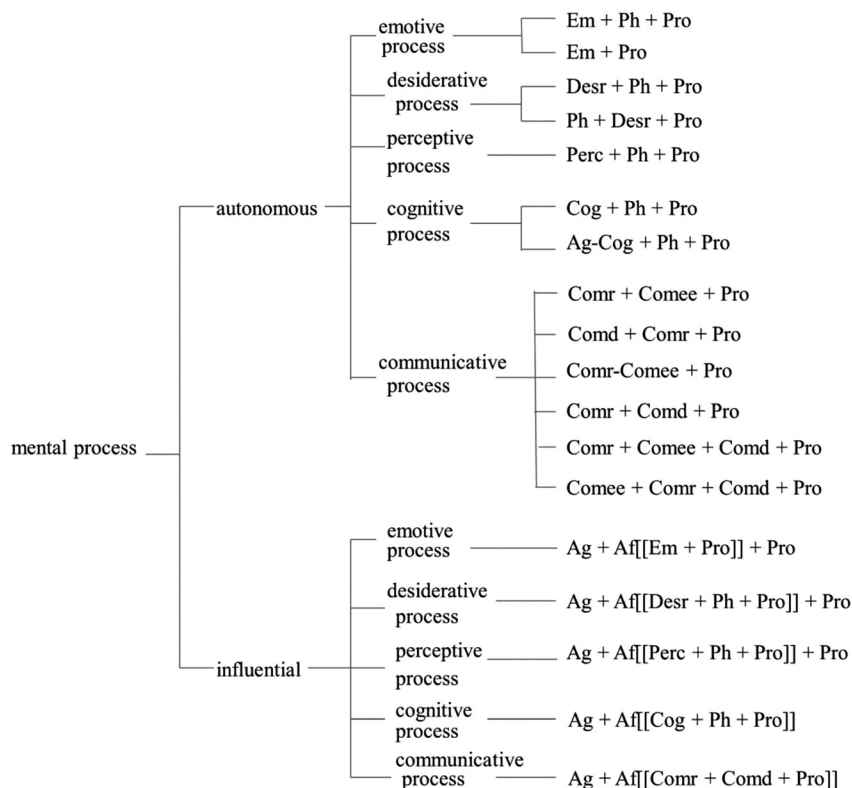 emotive
process
Em + Ph + Pro
Em + Pro
desiderative
process
Desr + Ph + Pro
Ph + Desr + Pro
perceptive
process
Perc + Ph + Pro
autonomous
cognitive
process
Cog + Ph + Pro
Ag-Cog + Ph + Pro
communicative
process
Comr + Comee + Pro
Comd + Comr + Pro
Comr-Comee + Pro
Comr + Comd + Pro
Comr + Comee + Comd + Pro
Comee + Comr + Comd + Pro
mental process
influential
emotive
process
Ag + Af[[Em + Pro]] + Pro
desiderative
process
Ag + Af[[Desr + Ph + Pro]] + Pro
perceptive
process
Ag + Af[[Perc + Ph + Pro]] + Pro
cognitive
process
Ag + Af[[Cog + Ph + Pro]]
communicative
process
Ag + Af[[Comr + Comd + Pro]]